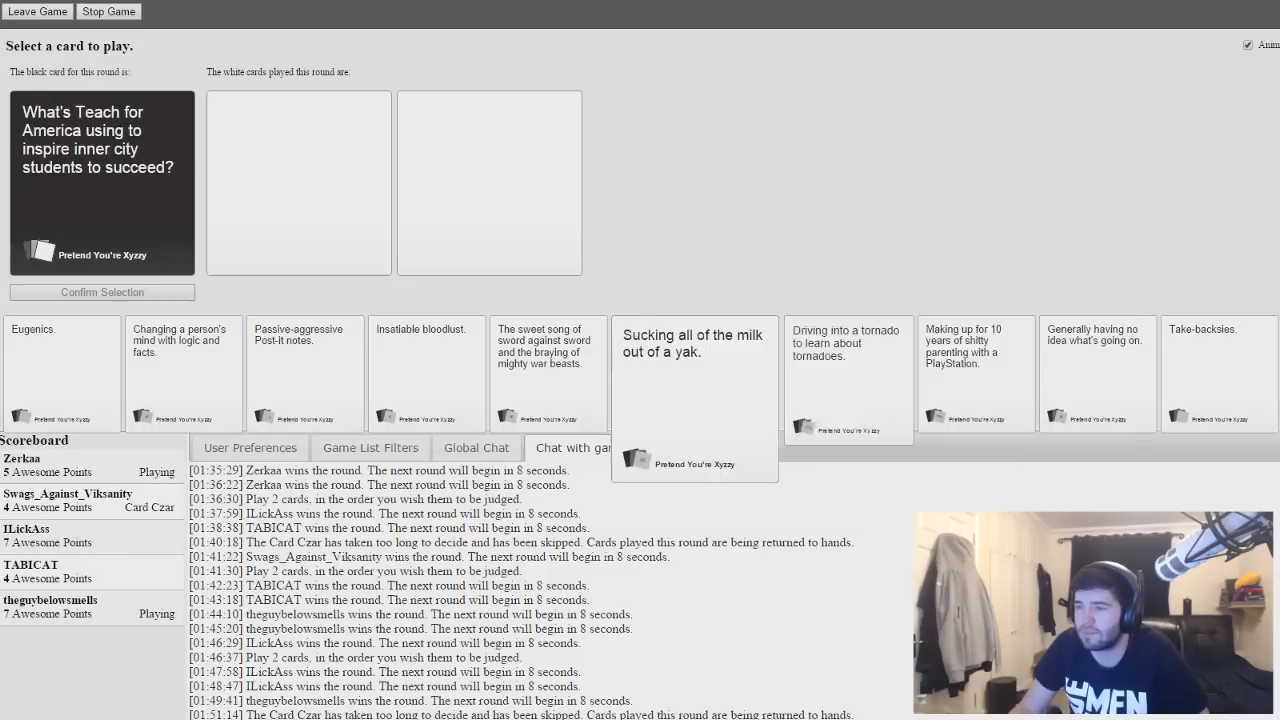 Leave Game
Stop Game
Select a card to play.
Anim
The black card for this round is:
The white cards played this round are:
What's Teach for
America using to
inspire inner city
students to succeed?
Pretend You're Xyzzy
Confirm Selection
Eugenics.
Pretend You're Xyzzy
Changing a person's
mind with logic and
facts.
Pretend You're Xyzzy
Passive-aggressive
Post-it notes.
Pretend You're Xyzzy
Insatiable bloodlust.
Pretend You're Xyzzy
The sweet song of
sword against sword
and the braying of
mighty war beasts.
Pretend You're Xyzzy
Sucking all of the milk
out of a yak.
Pretend You're Xyzzy
Driving into a tornado
to learn about
tornadoes.
Pretend You're Xyzzy
Making up for 10
years of shitty
parenting with a
PlayStation.
Pretend You're Xyzzy
Generally having no
idea what's going on.
Pretend You're Xyzzy
Take-backsies.
Pretend You're Xyzzy
Scoreboard
Zerkaa
5 Awesome Points Playing
Swags_Against_Viksanity
4 Awesome Points Card Czar
ILickAss
7 Awesome Points
TABICAT
4 Awesome Points
theguybelowsmells
7 Awesome Points Playing
User Preferences
Game List Filters
Global Chat
Chat with gam
[01:35:29] Zerkaa wins the round. The next round will begin in 8 seconds.
[01:36:22] Zerkaa wins the round. The next round will begin in 8 seconds.
[01:36:30] Play 2 cards, in the order you wish them to be judged.
[01:37:59] ILickAss wins the round. The next round will begin in 8 seconds.
[01:38:38] TABICAT wins the round. The next round will begin in 8 seconds.
[01:40:18] The Card Czar has taken too long to decide and has been skipped. Cards played this round are being returned to hands.
[01:41:22] Swags_Against_Viksanity wins the round. The next round will begin in 8 seconds.
[01:41:30] Play 2 cards, in the order you wish them to be judged.
[01:42:23] TABICAT wins the round. The next round will begin in 8 seconds.
[01:43:18] TABICAT wins the round. The next round will begin in 8 seconds.
[01:44:10] theguybelowsmells wins the round. The next round will begin in 8 seconds.
[01:45:20] theguybelowsmells wins the round. The next round will begin in 8 seconds.
[01:46:29] ILickAss wins the round. The next round will begin in 8 seconds.
[01:46:37] Play 2 cards, in the order you wish them to be judged.
[01:47:58] ILickAss wins the round. The next round will begin in 8 seconds.
[01:48:47] ILickAss wins the round. The next round will begin in 8 seconds.
[01:49:41] theguybelowsmells wins the round. The next round will begin in 8 seconds.
[01:51:14] The Card Czar has taken too long to decide and has been skipped. Cards played this round are being returned to hands.